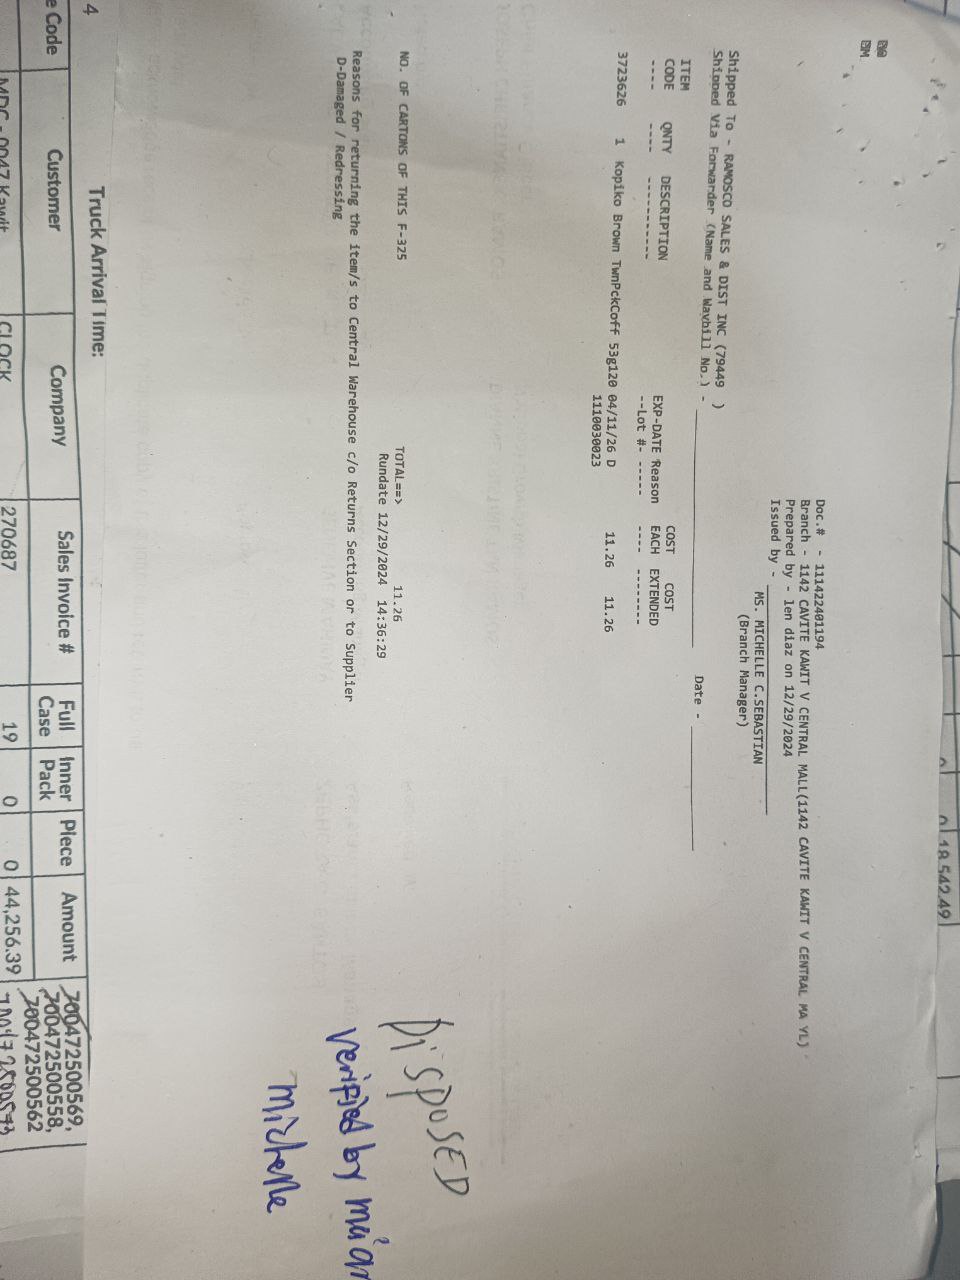 18,542.49
Doc.# - 111422401194
Branch - 1142 CAVITE KAWIT V CENTRAL MALL(1142 CAVITE KAWIT V CENTRAL MA YL)
Prepared by - len diaz on 12/29/2024
Issued by -
MS. MICHELLE C.SEBASTIAN
(Branch Manager)
Shipped To - RAMOSCO SALES & DIST INC (79449 )
Shipped Via Forwarder (Name and Waybill No.) - Date -
ITEM COST COST
CODE QNTY DESCRIPTION EXP-DATE Reason EACH EXTENDED
---- ---- ----------- --Lot #- ----- ---- --------
3723626 1 Kopiko Brown TwnPckCoff 53g120 04/11/26 D 11.26 11.26
1110030023
NO. OF CARTONS OF THIS F-325 TOTAL==> 11.26
Rundate 12/29/2024 14:36:29
Reasons for returning the item/s to Central Warehouse c/o Returns Section or to Supplier
D-Damaged / Redressing
DISPOSED
verified by ma'am
Michelle
4 Truck Arrival Time:
e Code Customer Company Sales Invoice # Full Case Inner Pack Piece Amount
MDC - 0047 Kawit CLOCK 270687 19 0 0 44,256.39
700472500569,
700472500558,
700472500562